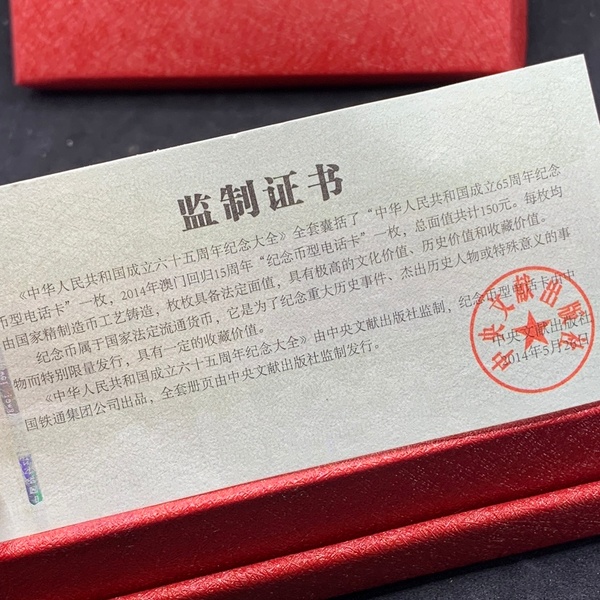 监制证书
《中华人民共和国成立六十五周年纪念大全》全套囊括了“中华人民共和国成立65周年纪念
币型电话卡”一枚，2014年澳门回归15周年“纪念币型电话卡”一枚，总面值共计150元。每枚均
由国家精制造币工艺铸造，枚枚具备法定面值，具有极高的文化价值、历史价值和收藏价值。
纪念币属于国家法定流通货币，它是为了纪念重大历史事件、杰出历史人物或特殊意义的事
物而特别限量发行，具有一定的收藏价值。
《中华人民共和国成立六十五周年纪念大全》由中央文献出版社监制，纪念币型电话卡由中
国铁通集团公司出品，全套册页由中央文献出版社监制发行。
中央文献出版社
2014年5月
中央文献出版社